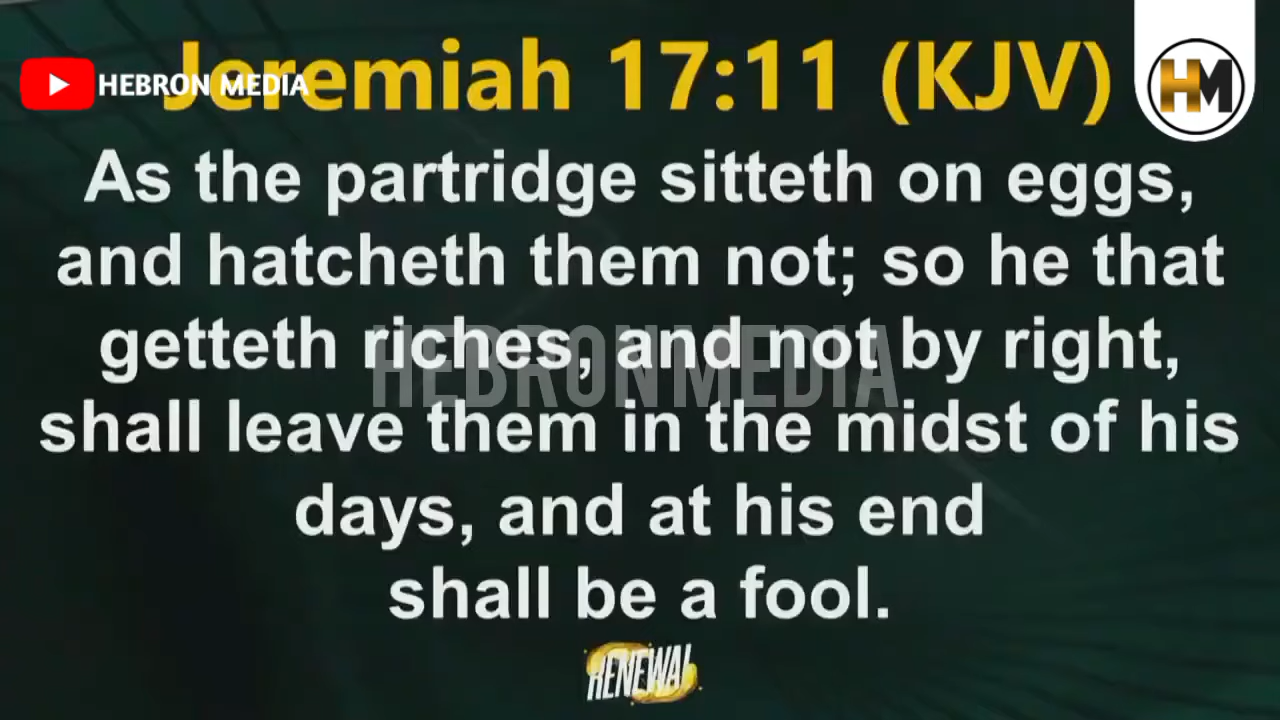 Jeremiah 17:11 (KJV)
HEBRON MEDIA
HM
As the partridge sitteth on eggs,
and hatcheth them not; so he that
getteth riches, and not by right,
HEBRON MEDIA
shall leave them in the midst of his
days, and at his end
shall be a fool.
RENEWAL